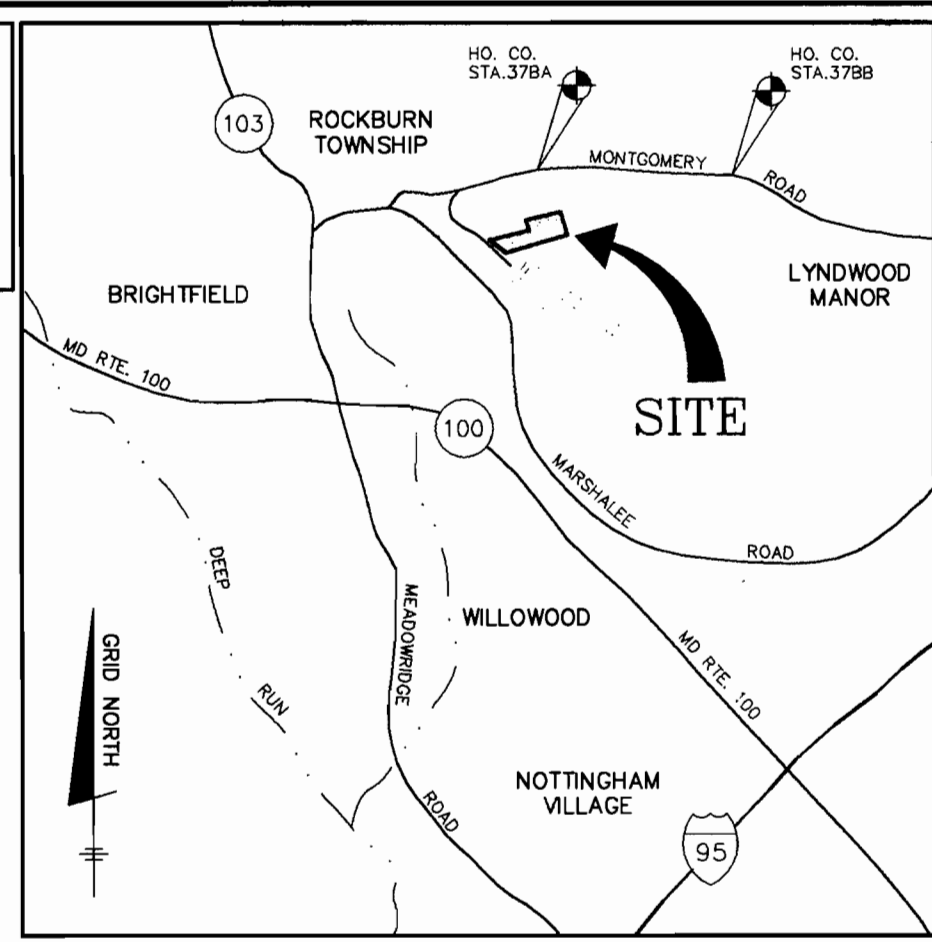 HO. CO.
STA.37BA
HO. CO.
STA.37BB
103
ROCKBURN
TOWNSHIP
MONTGOMERY
ROAD
LYNDWOOD
MANOR
BRIGHTFIELD
MD RTE. 100
SITE
100
MARSHALEE
ROAD
DEEP
RUN
MEADOWRIDGE
ROAD
WILLOWOOD
MD RTE. 100
GRID NORTH
NOTTINGHAM
VILLAGE
95